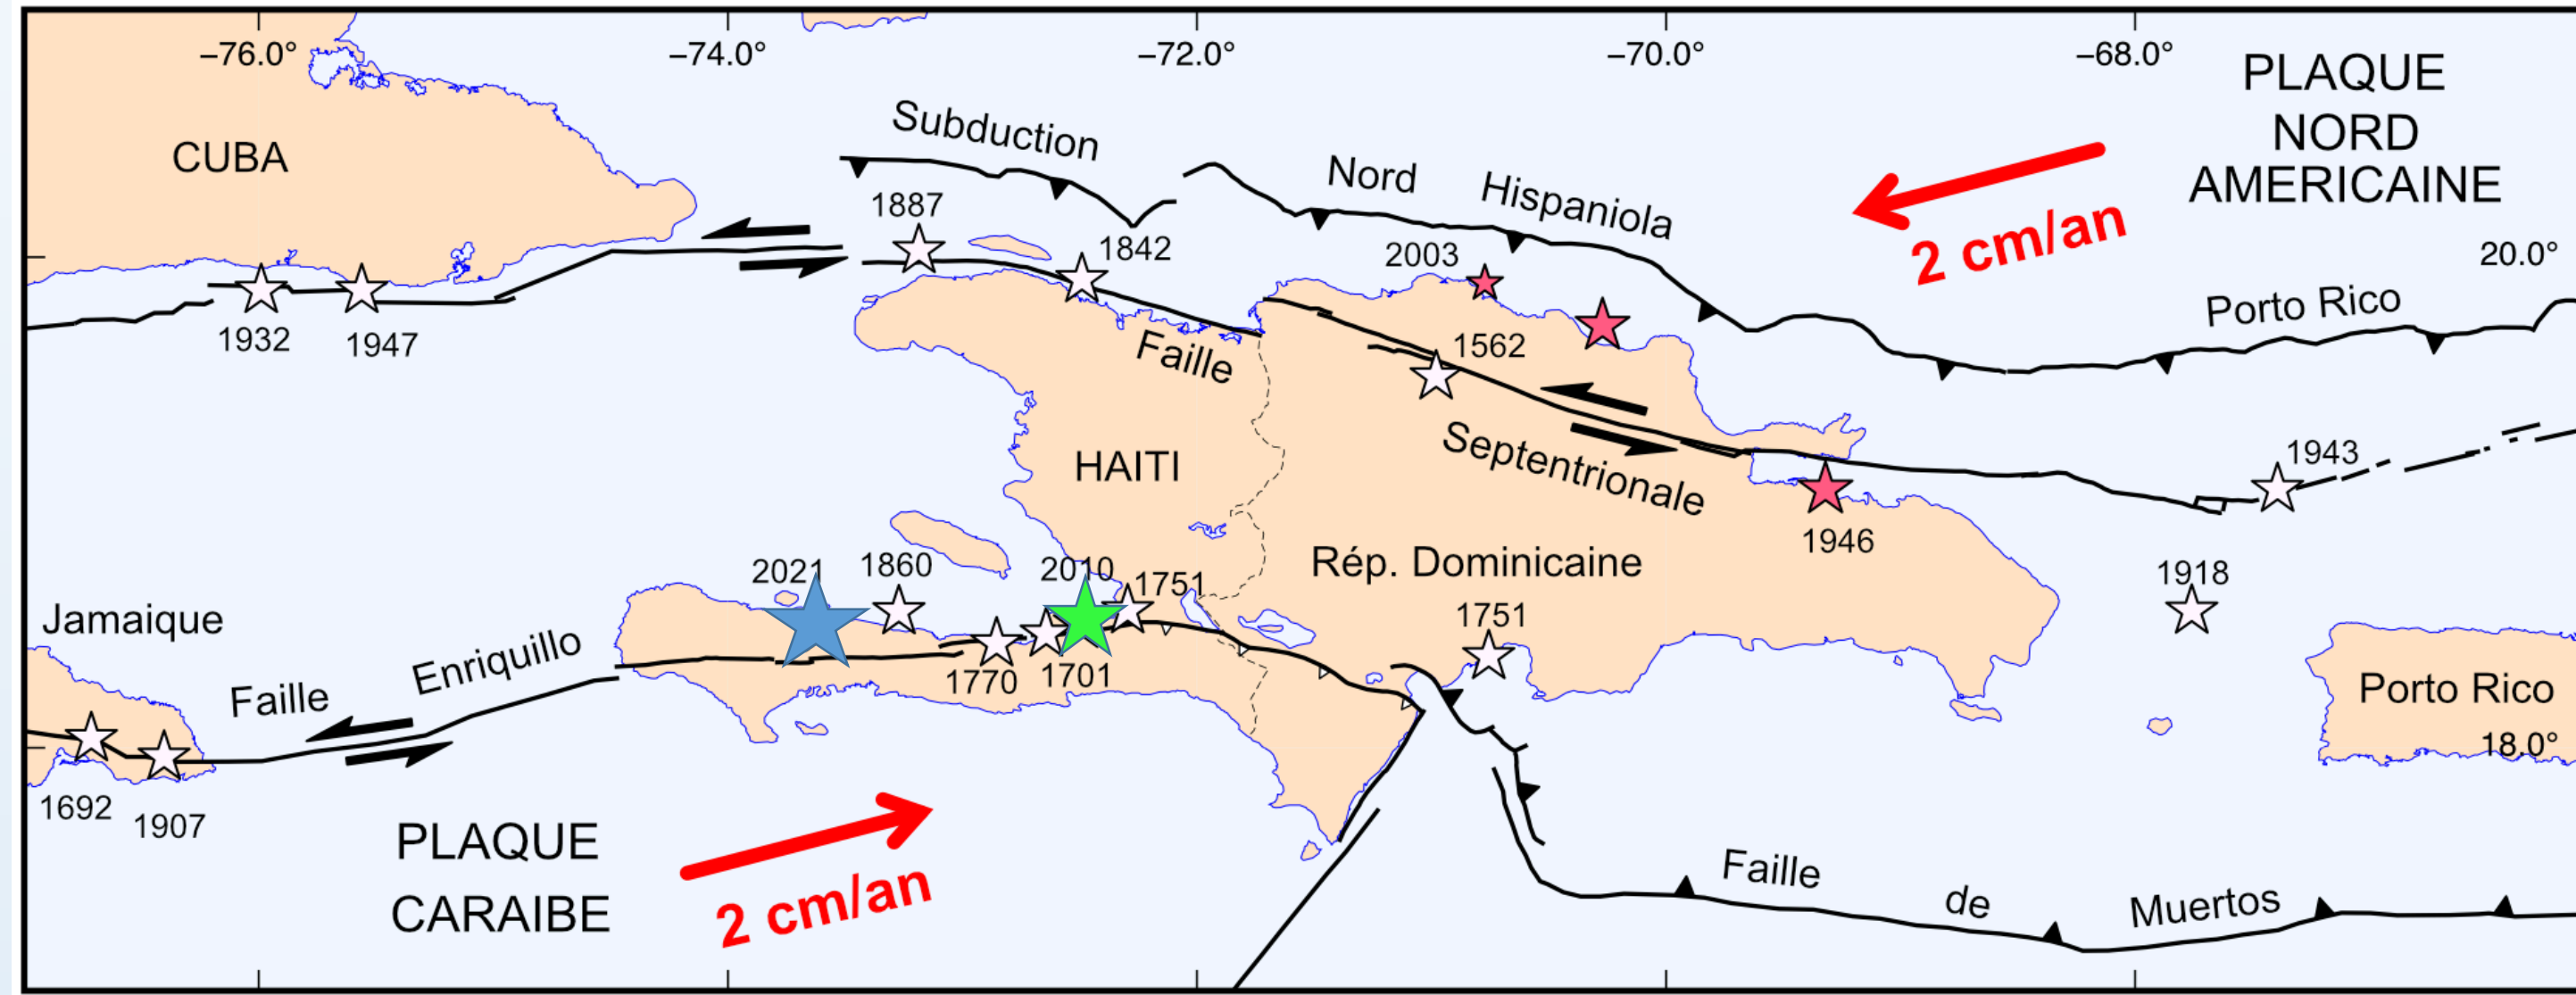 –76.0°
–74.0°
–72.0°
–70.0°
–68.0°
PLAQUE
NORD
AMERICAINE
CUBA
Subduction
Nord
Hispaniola
Porto Rico
2 cm/an
20.0°
1887
1842
2003
1932
1947
Faille
1562
Septentrionale
HAITI
1943
1946
Rép. Dominicaine
2021
1860
2010
1751
1751
1918
Jamaique
Faille
Enriquillo
1770
1701
Porto Rico
18.0°
1692
1907
PLAQUE
CARAIBE
2 cm/an
Faille
de
Muertos